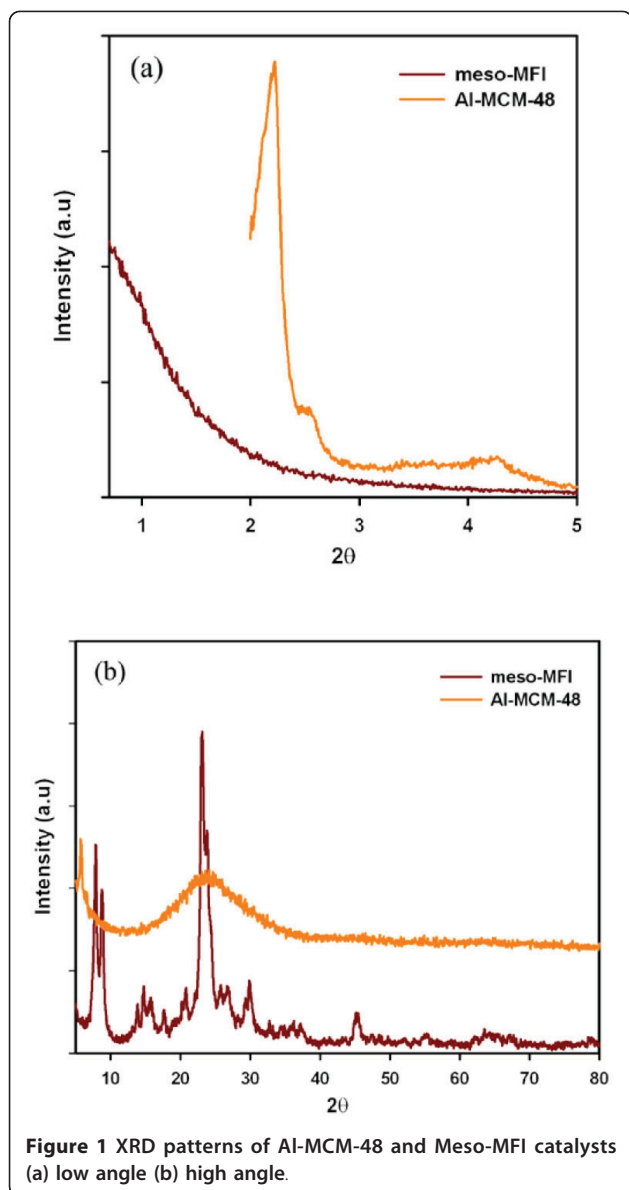 (a)
meso-MFI
Al-MCM-48
Intensity (a.u)
1 2 3 4 5
2θ
(b)
meso-MFI
Al-MCM-48
Intensity (a.u)
10 20 30 40 50 60 70 80
2θ
Figure 1 XRD patterns of Al-MCM-48 and Meso-MFI catalysts
(a) low angle (b) high angle.